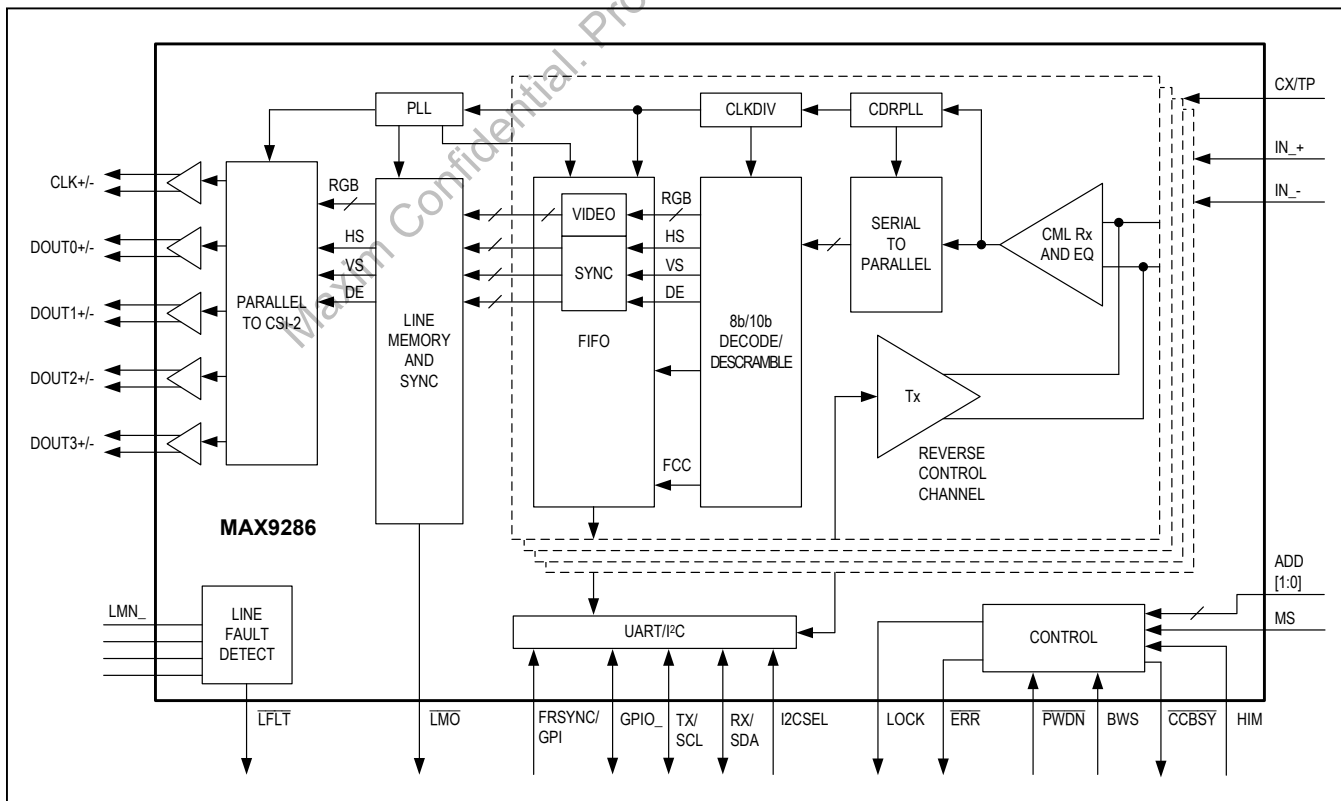 Maxim Confidential. Pro
CX/TP
IN_+
IN_-
PLL
CLKDIV
CDRPLL
CLK+/-
DOUT0+/-
DOUT1+/-
DOUT2+/-
DOUT3+/-
PARALLEL
TO CSI-2
RGB
HS
VS
DE
LINE
MEMORY
AND
SYNC
VIDEO
SYNC
FIFO
RGB
HS
VS
DE
FCC
8b/10b
DECODE/
DESCRAMBLE
SERIAL
TO
PARALLEL
CML Rx
AND EQ
Tx
REVERSE
CONTROL
CHANNEL
MAX9286
LMN_
LINE
FAULT
DETECT
UART/I²C
CONTROL
ADD
[1:0]
MS
LFLT
LMO
FRSYNC/
GPI
GPIO_
TX/
SCL
RX/
SDA
I2CSEL
LOCK
ERR
PWDN
BWS
CCBSY
HIM